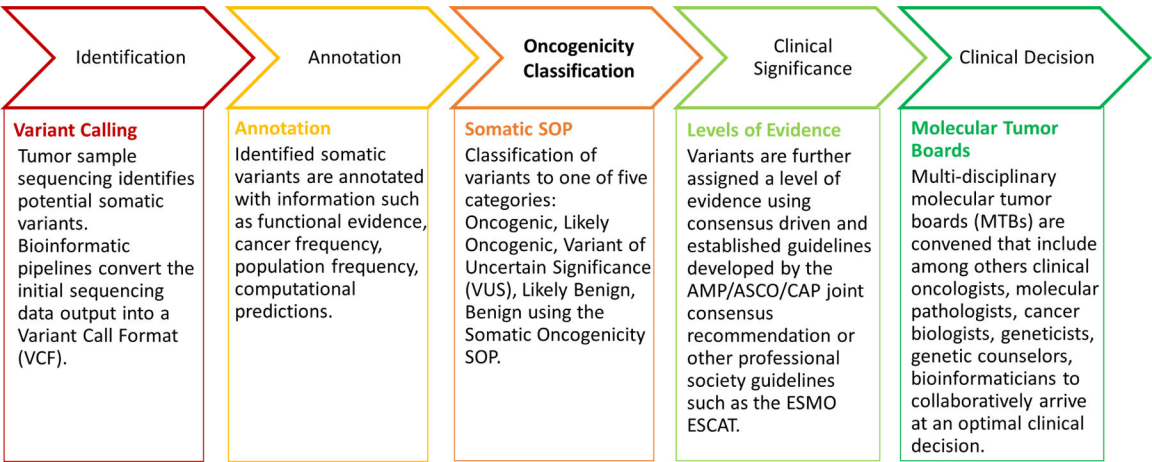 Identification
Annotation
Oncogenicity
Classification
Clinical
Significance
Clinical Decision
Variant Calling
Tumor sample
sequencing identifies
potential somatic
variants.
Bioinformatic
pipelines convert the
initial sequencing
data output into a
Variant Call Format
(VCF).
Annotation
Identified somatic
variants are annotated
with information such
as functional evidence,
cancer frequency,
population frequency,
computational
predictions.
Somatic SOP
Classification of
variants to one of five
categories:
Oncogenic, Likely
Oncogenic, Variant of
Uncertain Significance
(VUS), Likely Benign,
Benign using the
Somatic Oncogenicity
SOP.
Levels of Evidence
Variants are further
assigned a level of
evidence using
consensus driven and
established guidelines
developed by the
AMP/ASCO/CAP joint
consensus
recommendation or
other professional
society guidelines
such as the ESMO
ESCAT.
Molecular Tumor
Boards
Multi-disciplinary
molecular tumor
boards (MTBs) are
convened that include
among others clinical
oncologists, molecular
pathologists, cancer
biologists, geneticists,
genetic counselors,
bioinformaticians to
collaboratively arrive
at an optimal clinical
decision.